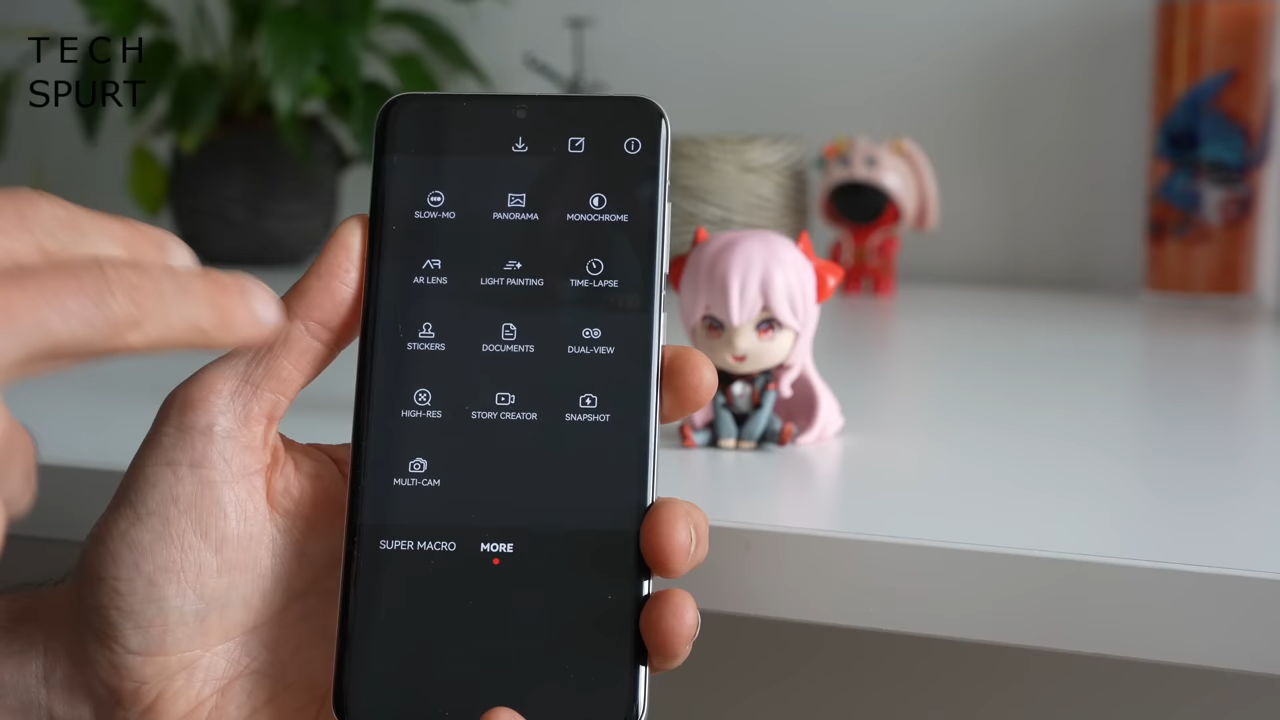 TECH
SPURT
SLOW-MO PANORAMA MONOCHROME
AR LENS LIGHT PAINTING TIME-LAPSE
STICKERS DOCUMENTS DUAL-VIEW
HIGH-RES STORY CREATOR SNAPSHOT
MULTI-CAM
SUPER MACRO MORE